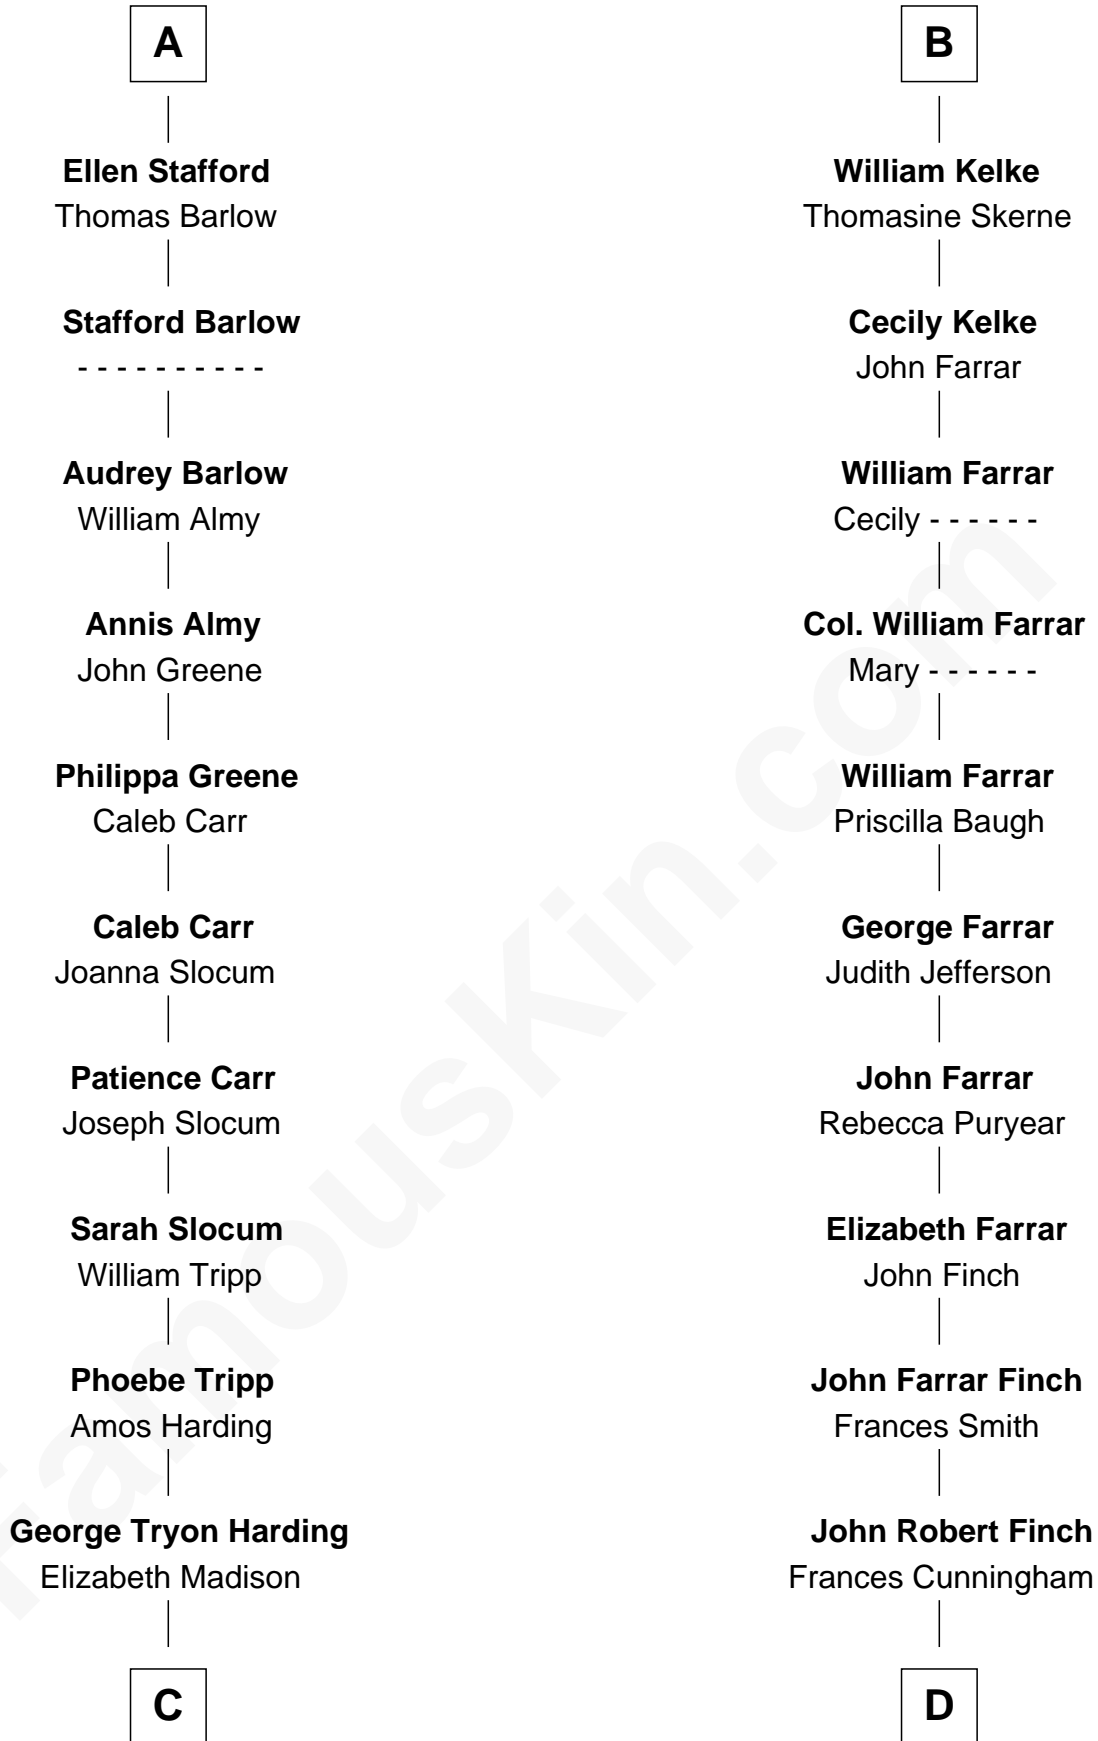 A
Ellen Stafford
Thomas Barlow
Stafford Barlow
- - - - - - - - - -
Audrey Barlow
William Almy
Annis Almy
John Greene
Philippa Greene
Caleb Carr
Caleb Carr
Joanna Slocum
Patience Carr
Joseph Slocum
Sarah Slocum
William Tripp
Phoebe Tripp
Amos Harding
George Tryon Harding
Elizabeth Madison
C
B
William Kelke
Thomasine Skerne
Cecily Kelke
John Farrar
William Farrar
Cecily - - - - - -
Col. William Farrar
Mary - - - - - -
William Farrar
Priscilla Baugh
George Farrar
Judith Jefferson
John Farrar
Rebecca Puryear
Elizabeth Farrar
John Finch
John Farrar Finch
Frances Smith
John Robert Finch
Frances Cunningham
D
FamousKin.com